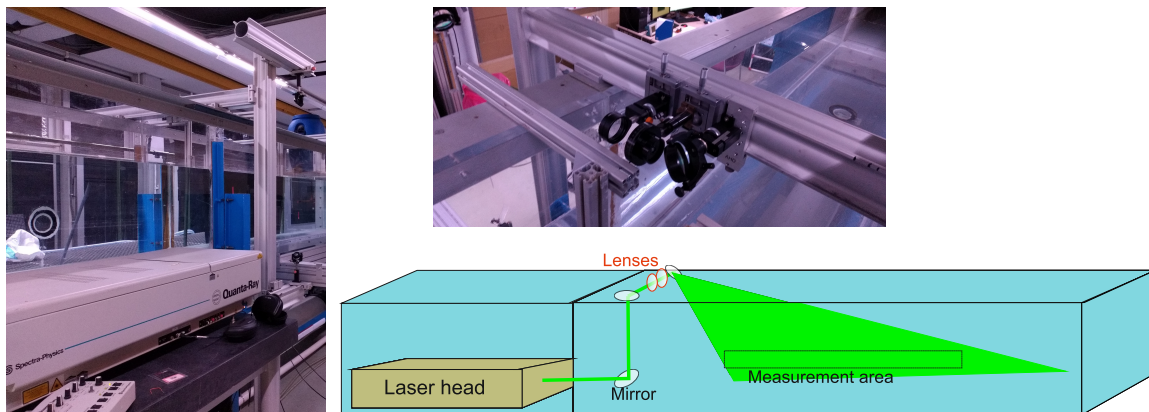 Quanta-Ray
Spectra-Physics
Lenses
Laser head
Mirror
Measurement area